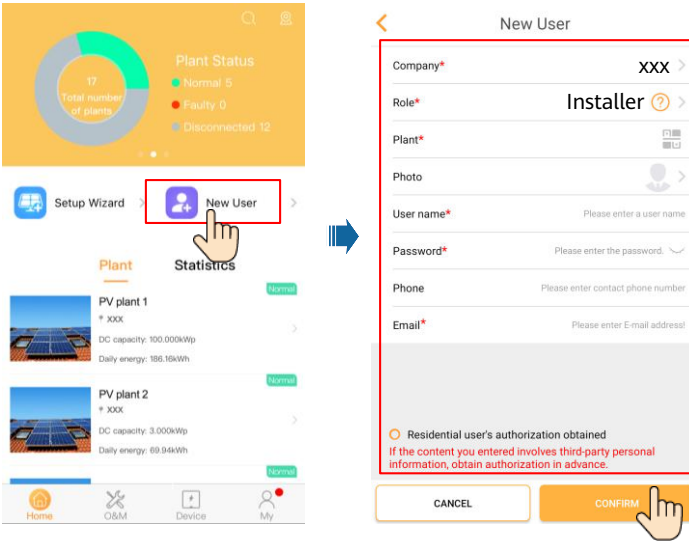 17
Total number
of plants
Plant Status
Normal 5
Faulty 0
Disconnected 12
Setup Wizard
New User
Plant
Statistics
Normal
PV plant 1
XXX
DC capacity: 100.000kWp
Daily energy: 186.16kWh
Normal
PV plant 2
XXX
DC capacity: 3.000kWp
Daily energy: 69.94kWh
Normal
Home
O&M
Device
My
New User
Company*
xxx
Role*
Installer ?
Plant*
Photo
User name*
Please enter a user name
Password*
Please enter the password.
Phone
Please enter contact phone number
Email*
Please enter E-mail address!
Residential user's authorization obtained
If the content you entered involves third-party personal
information, obtain authorization in advance.
CANCEL
CONFIRM